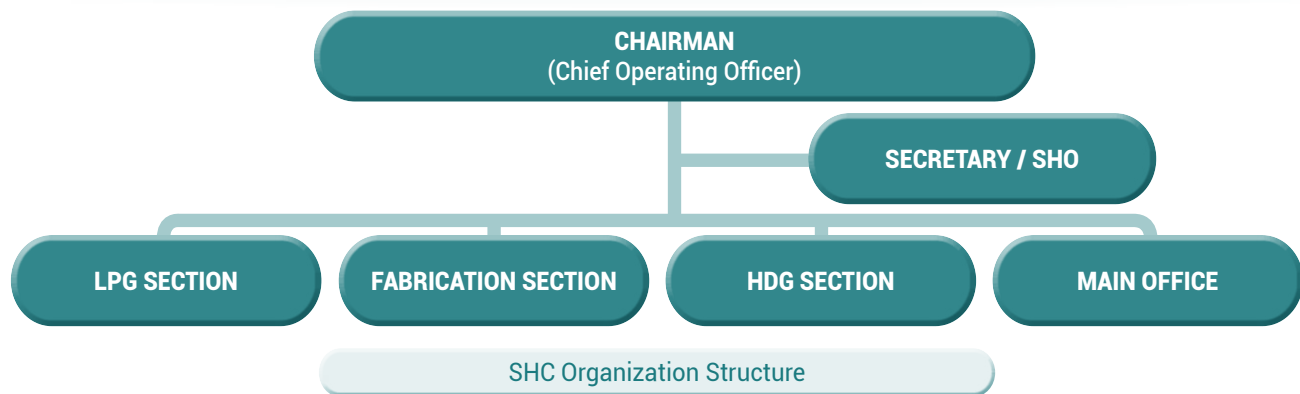 CHAIRMAN
(Chief Operating Officer)
SECRETARY / SHO
LPG SECTION
FABRICATION SECTION
HDG SECTION
MAIN OFFICE
SHC Organization Structure